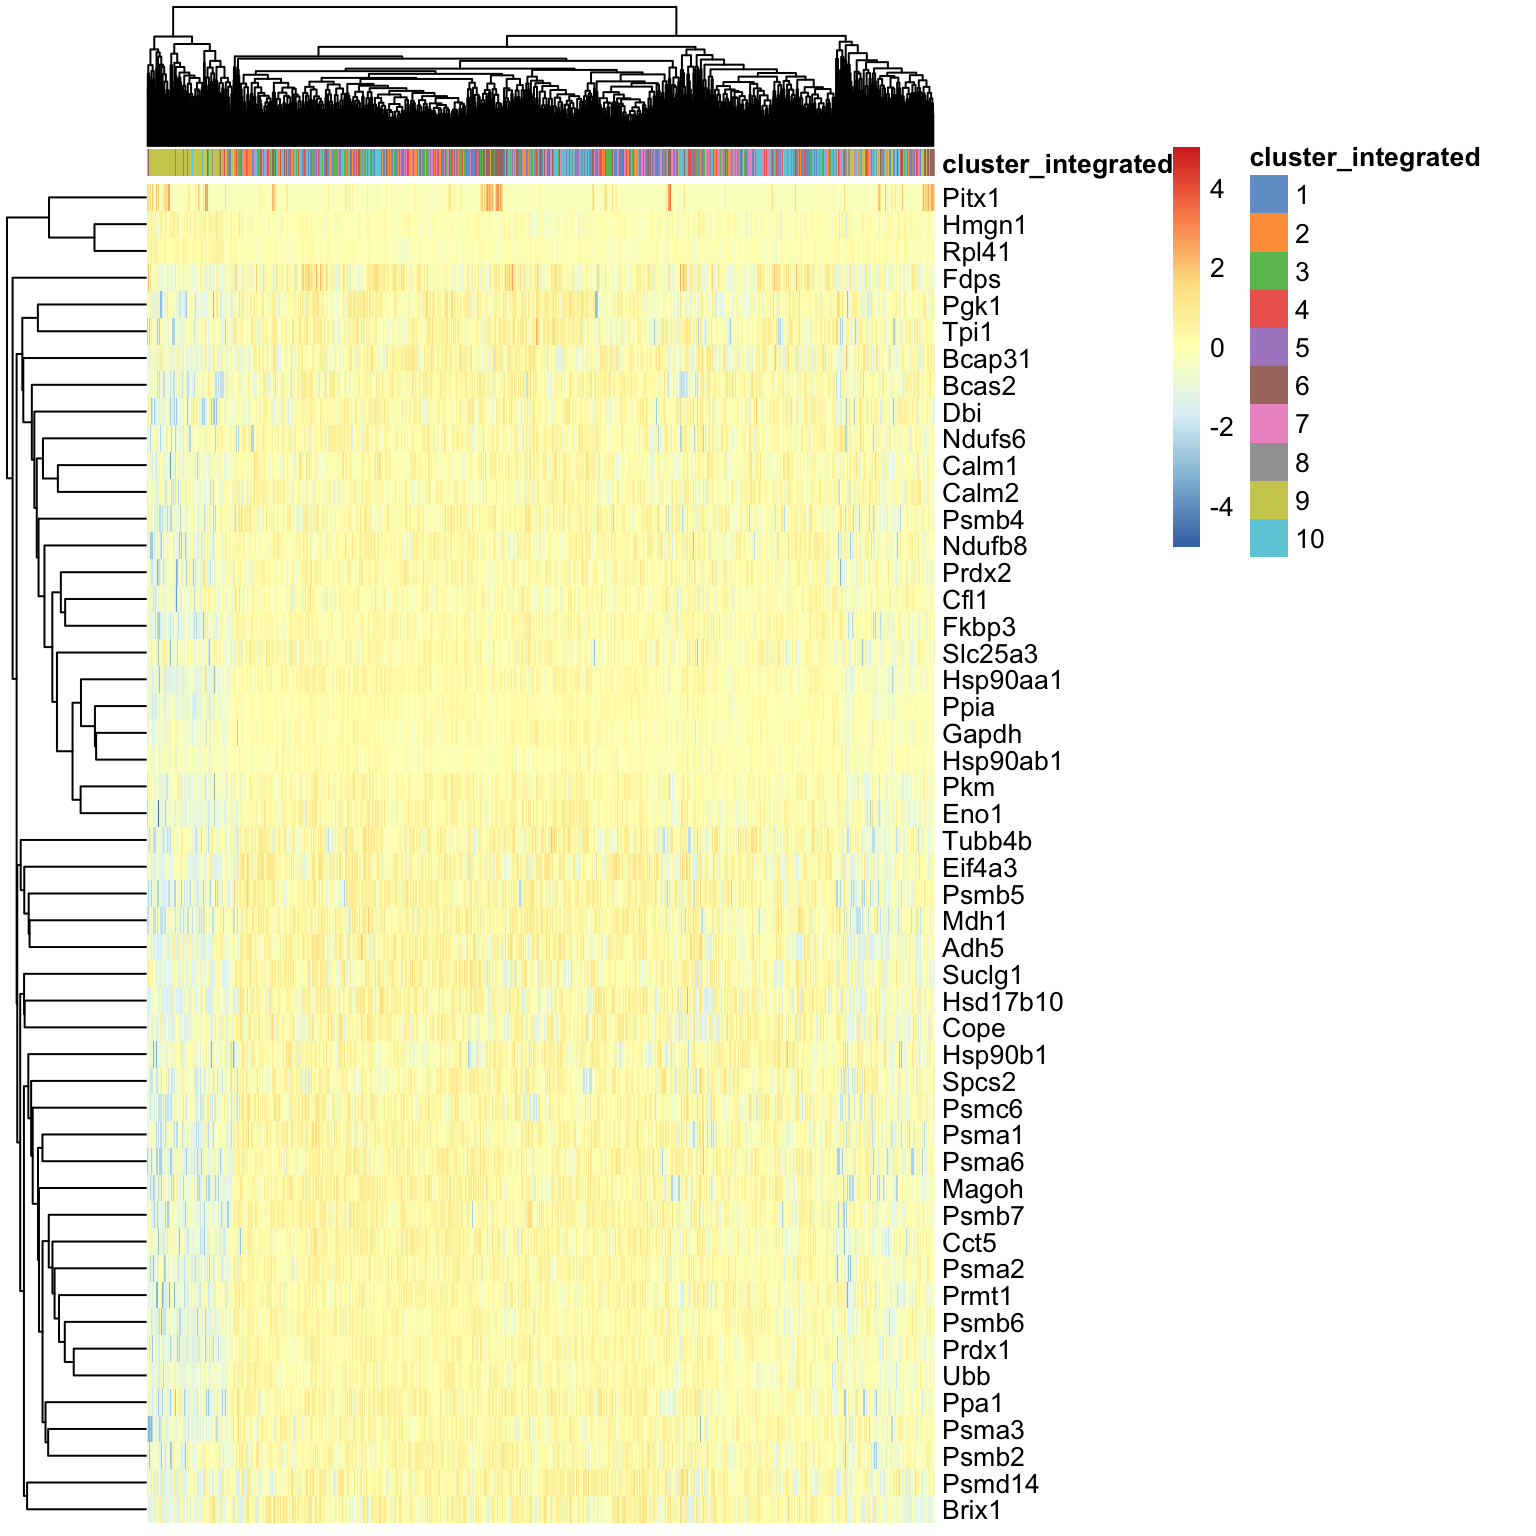 cluster_integrated
Pitx1
Hmgn1
Rpl41
Fdps
Pgk1
Tpi1
Bcap31
Bcas2
Dbi
Ndufs6
Calm1
Calm2
Psmb4
Ndufb8
Prdx2
Cfl1
Fkbp3
Slc25a3
Hsp90aa1
Ppia
Gapdh
Hsp90ab1
Pkm
Eno1
Tubb4b
Eif4a3
Psmb5
Mdh1
Adh5
Suclg1
Hsd17b10
Cope
Hsp90b1
Spcs2
Psmc6
Psma1
Psma6
Magoh
Psmb7
Cct5
Psma2
Prmt1
Psmb6
Prdx1
Ubb
Ppa1
Psma3
Psmb2
Psmd14
Brix1
4
2
0
-2
-4
cluster_integrated
1
2
3
4
5
6
7
8
9
10